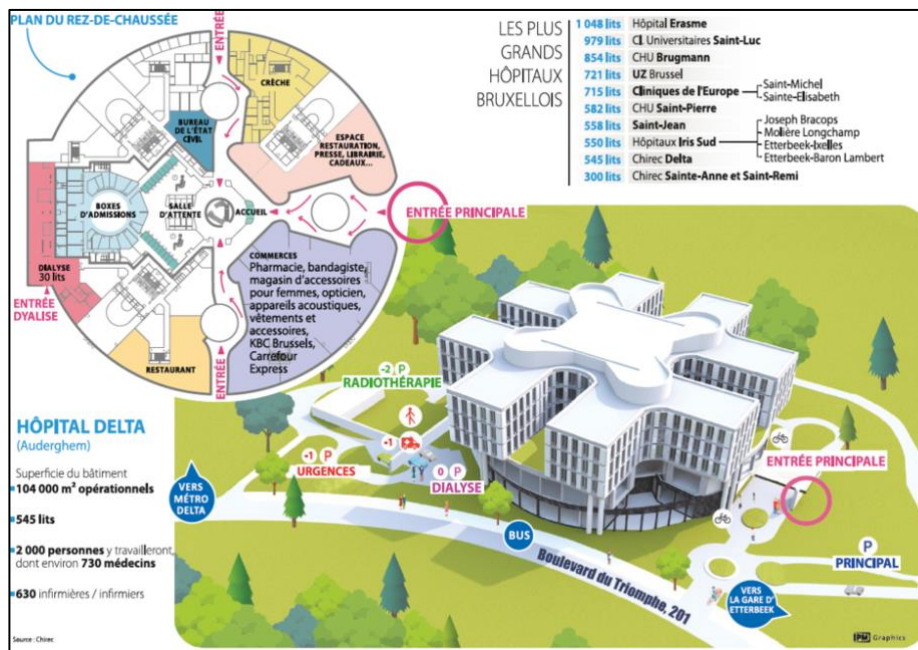 PLAN DU REZ-DE-CHAUSSÉE
ENTRÉE
CRÈCHE
BUREAU
DE L'ÉTAT
CIVIL
ESPACE
RESTAURATION,
PRESSE, LIBRAIRIE,
CADEAUX...
BOXES
D'ADMISSIONS
SALLE
D'ATTENTE
ACCUEIL
ENTRÉE PRINCIPALE
DIALYSE
30 lits
ENTRÉE
DYALISE
COMMERCES
Pharmacie, bandagiste,
magasin d'accessoires
pour femmes, opticien,
appareils acoustiques,
vêtements et
accessoires,
KBC Brussels,
Carrefour
Express
RESTAURANT
ENTRÉE
LES PLUS
GRANDS
HÔPITAUX
BRUXELLOIS
1 048 lits Hôpital Erasme
979 lits Cl. Universitaires Saint-Luc
854 lits CHU Brugmann
721 lits UZ Brussel
715 lits Cliniques de l'Europe
Saint-Michel
Sainte-Elisabeth
582 lits CHU Saint-Pierre
558 lits Saint-Jean
550 lits Hôpitaux Iris Sud
Joseph Bracops
Molière Longchamp
Etterbeek-Ixelles
Etterbeek-Baron Lambert
545 lits Chirec Delta
300 lits Chirec Sainte-Anne et Saint-Remi
HÔPITAL DELTA
(Auderghem)
Superficie du bâtiment
104 000 m² opérationnels
545 lits
2 000 personnes y travailleront,
dont environ 730 médecins
630 infirmières / infirmiers
Source : Chirec
-2 P
RADIOTHÉRAPIE
-1
-1 P
URGENCES
0 P
DIALYSE
VERS
MÉTRO
DELTA
BUS
Boulevard du Triomphe, 201
ENTRÉE PRINCIPALE
P
PRINCIPAL
VERS
LA GARE D'
ETTERBEEK
IPM Graphics